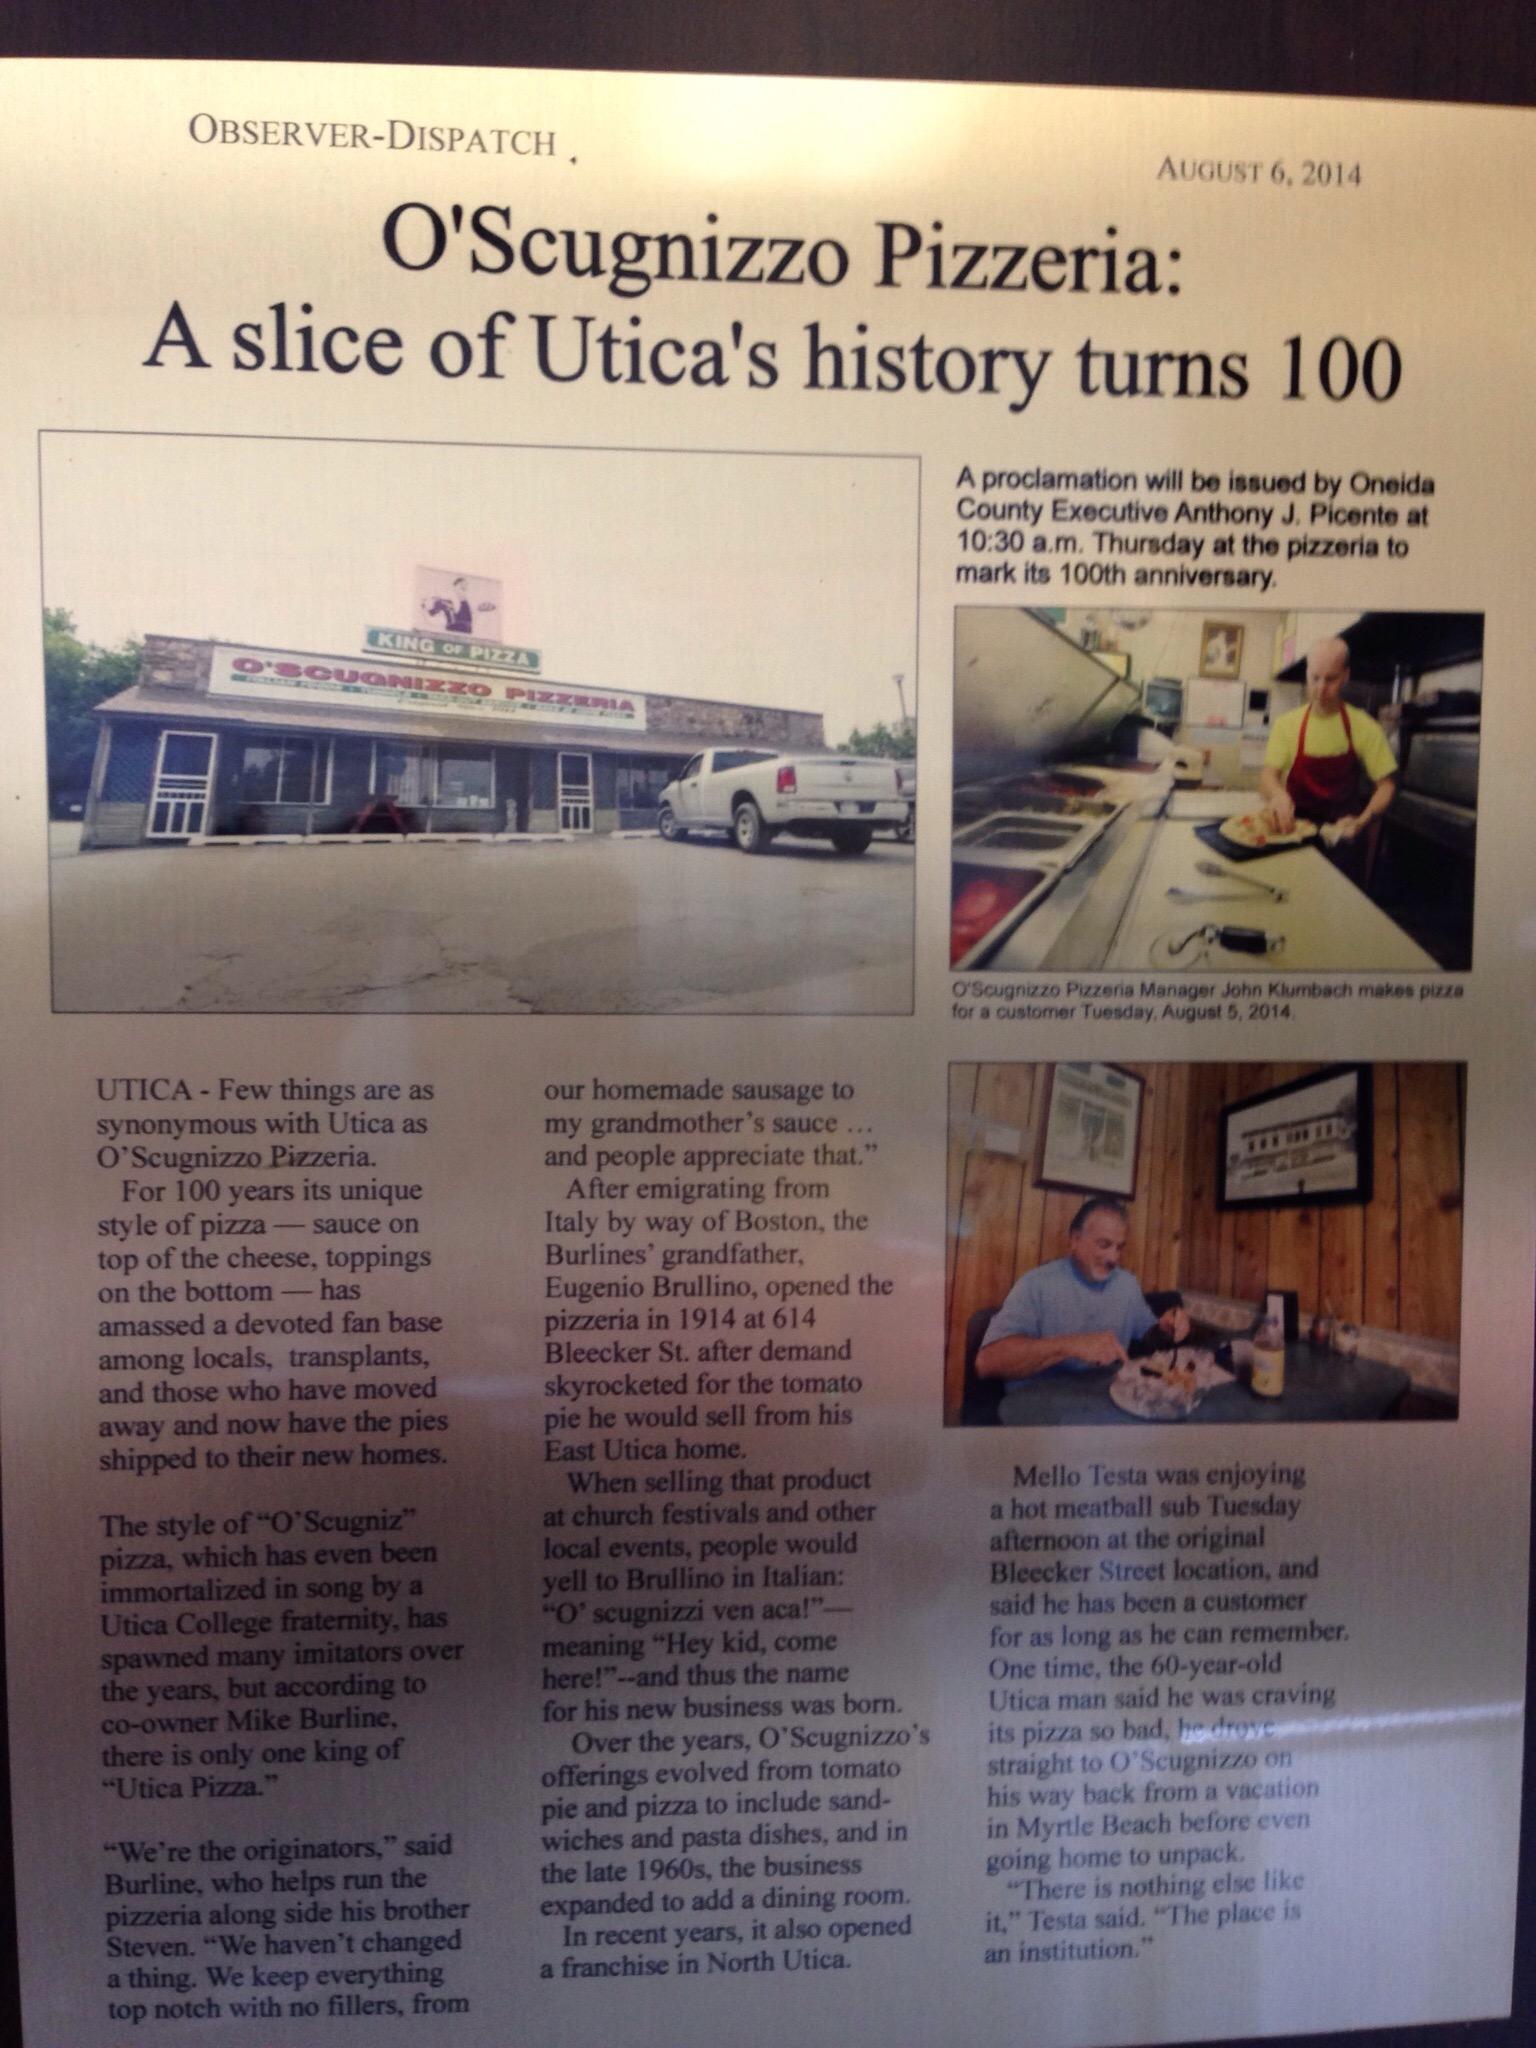 OBSERVER-DISPATCH
AUGUST 6, 2014
O'Scugnizzo Pizzeria:
A slice of Utica's history turns 100
KING OF PIZZA
O'SCUGNIZZO PIZZERIA
A proclamation will be issued by Oneida
County Executive Anthony J. Picente at
10:30 a.m. Thursday at the pizzeria to
mark its 100th anniversary.
O'Scugnizzo Pizzeria Manager John Klumbach makes pizza
for a customer Tuesday, August 5, 2014.
UTICA - Few things are as
synonymous with Utica as
O’Scugnizzo Pizzeria.
For 100 years its unique
style of pizza — sauce on
top of the cheese, toppings
on the bottom — has
amassed a devoted fan base
among locals, transplants,
and those who have moved
away and now have the pies
shipped to their new homes.
The style of “O’Scugniz”
pizza, which has even been
immortalized in song by a
Utica College fraternity, has
spawned many imitators over
the years, but according to
co-owner Mike Burline,
there is only one king of
“Utica Pizza.”
“We’re the originators,” said
Burline, who helps run the
pizzeria along side his brother
Steven. “We haven’t changed
a thing. We keep everything
top notch with no fillers, from
our homemade sausage to
my grandmother’s sauce …
and people appreciate that.”
After emigrating from
Italy by way of Boston, the
Burlines’ grandfather,
Eugenio Brullino, opened the
pizzeria in 1914 at 614
Bleecker St. after demand
skyrocketed for the tomato
pie he would sell from his
East Utica home.
When selling that product
at church festivals and other
local events, people would
yell to Brullino in Italian:
“O’ scugnizzi ven aca!”—
meaning “Hey kid, come
here!”--and thus the name
for his new business was born.
Over the years, O’Scugnizzo’s
offerings evolved from tomato
pie and pizza to include sand-
wiches and pasta dishes, and in
the late 1960s, the business
expanded to add a dining room.
In recent years, it also opened
a franchise in North Utica.
Mello Testa was enjoying
a hot meatball sub Tuesday
afternoon at the original
Bleecker Street location, and
said he has been a customer
for as long as he can remember.
One time, the 60-year-old
Utica man said he was craving
its pizza so bad, he drove
straight to O’Scugnizzo on
his way back from a vacation
in Myrtle Beach before even
going home to unpack.
“There is nothing else like
it,” Testa said. “The place is
an institution.”